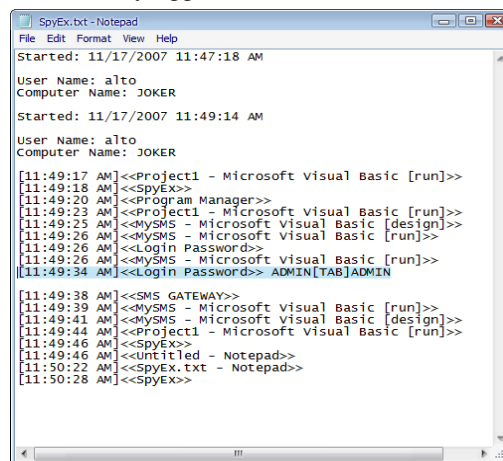 SpyEx.txt - Notepad
File Edit Format View Help
Started: 11/17/2007 11:47:18 AM
User Name: alto
Computer Name: JOKER
Started: 11/17/2007 11:49:14 AM
User Name: alto
Computer Name: JOKER
[11:49:17 AM]<<Project1 - Microsoft Visual Basic [run]>>
[11:49:18 AM]<<SpyEx>>
[11:49:20 AM]<<Program Manager>>
[11:49:23 AM]<<Project1 - Microsoft Visual Basic [run]>>
[11:49:25 AM]<<MySMS - Microsoft Visual Basic [design]>>
[11:49:26 AM]<<MySMS - Microsoft Visual Basic [run]>>
[11:49:26 AM]<<Login Password>>
[11:49:26 AM]<<MySMS - Microsoft Visual Basic [run]>>
[11:49:34 AM]<<Login Password>> ADMIN[TAB]ADMIN
[11:49:38 AM]<<SMS GATEWAY>>
[11:49:39 AM]<<MySMS - Microsoft Visual Basic [run]>>
[11:49:41 AM]<<MySMS - Microsoft Visual Basic [design]>>
[11:49:44 AM]<<Project1 - Microsoft Visual Basic [run]>>
[11:49:46 AM]<<SpyEx>>
[11:49:46 AM]<<Untitled - Notepad>>
[11:50:22 AM]<<SpyEx.txt - Notepad>>
[11:50:28 AM]<<SpyEx>>